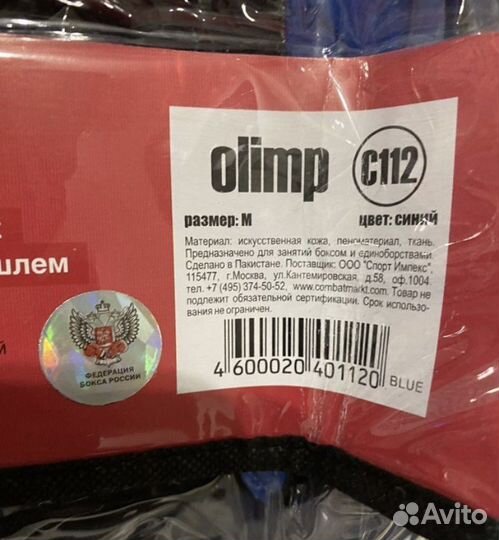 olimp C112
размер: M цвет: синий
Материал: искусственная кожа, пеноматериал, ткань.
Предназначено для занятий боксом и единоборствами.
Сделано в Пакистане. Поставщик: ООО "Спорт Импекс",
115477, г.Москва, ул.Кантемировская, д.58, оф.1004.
тел. +7 (495) 374-50-52, www.combatmarkt.com. Товар не
подлежит обязательной сертификации. Срок использо-
вания не ограничен.
шлем
й
ФЕДЕРАЦИЯ
БОКСА РОССИИ
4 600020 401120 BLUE
Avito